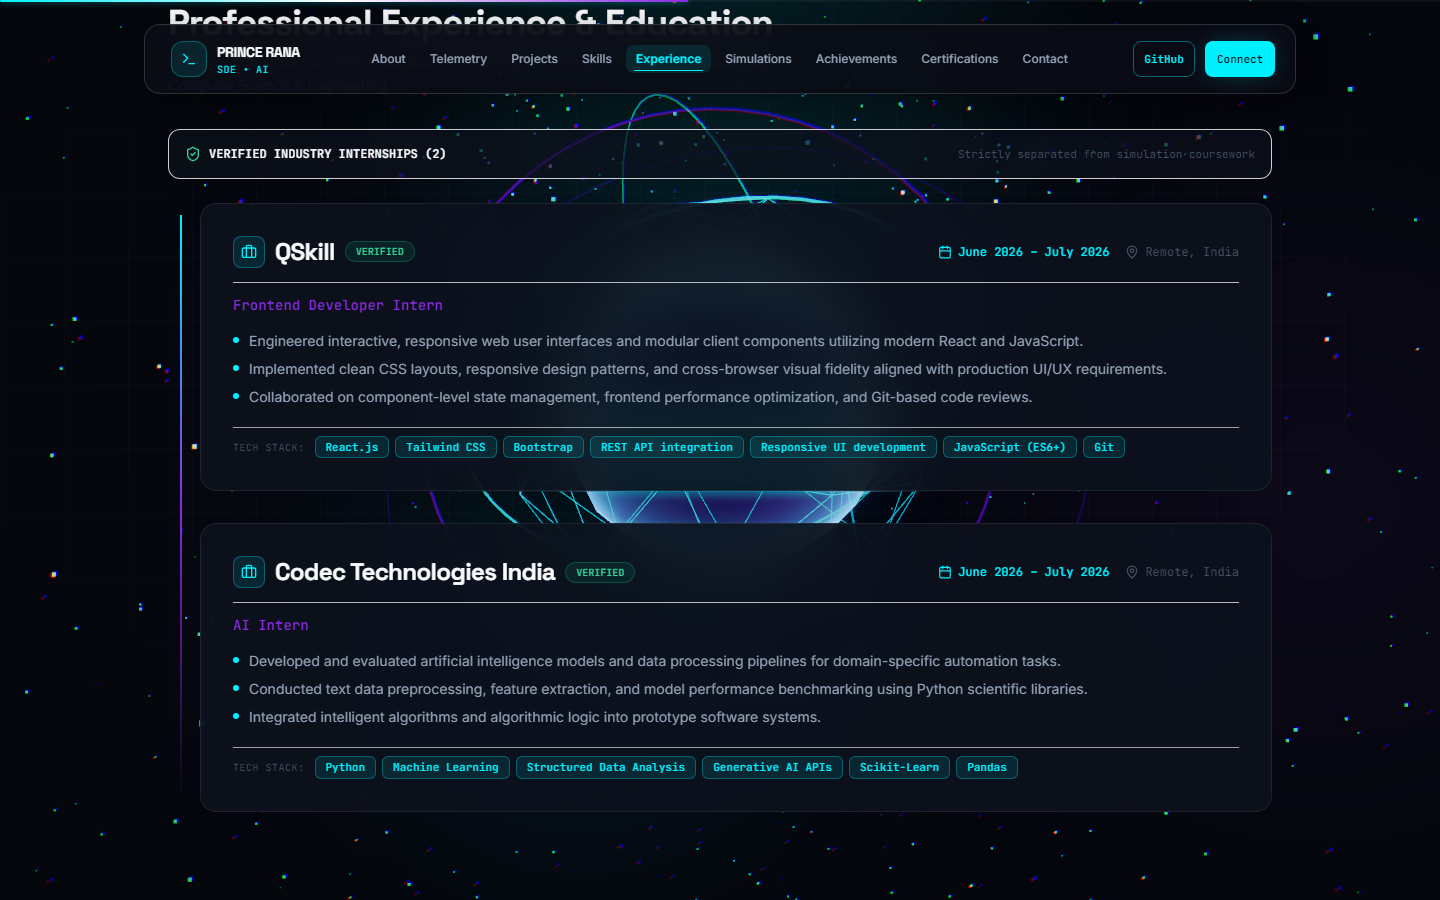 Professional Experience & Education
PRINCE RANA
SDE • AI
About Telemetry Projects Skills Experience Simulations Achievements Certifications Contact
GitHub Connect
Computer Science & Engineering.
VERIFIED INDUSTRY INTERNSHIPS (2)
Strictly separated from simulation coursework
QSkill VERIFIED
June 2026 – July 2026 Remote, India
Frontend Developer Intern
Engineered interactive, responsive web user interfaces and modular client components utilizing modern React and JavaScript.
Implemented clean CSS layouts, responsive design patterns, and cross-browser visual fidelity aligned with production UI/UX requirements.
Collaborated on component-level state management, frontend performance optimization, and Git-based code reviews.
TECH STACK: React.js Tailwind CSS Bootstrap REST API integration Responsive UI development JavaScript (ES6+) Git
Codec Technologies India VERIFIED
June 2026 – July 2026 Remote, India
AI Intern
Developed and evaluated artificial intelligence models and data processing pipelines for domain-specific automation tasks.
Conducted text data preprocessing, feature extraction, and model performance benchmarking using Python scientific libraries.
Integrated intelligent algorithms and algorithmic logic into prototype software systems.
TECH STACK: Python Machine Learning Structured Data Analysis Generative AI APIs Scikit-Learn Pandas